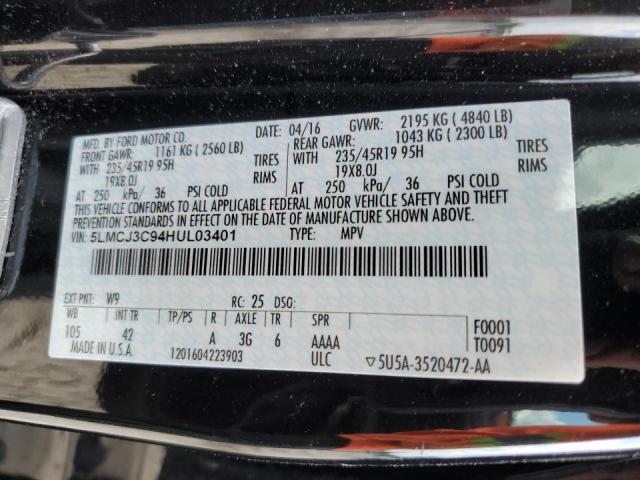 MFD. BY FORD MOTOR CO. DATE: 04/16 GVWR: 2195 KG ( 4840 LB)
FRONT GAWR: 1161 KG ( 2560 LB) REAR GAWR: 1043 KG ( 2300 LB)
WITH 235/45R19 95H TIRES WITH 235/45R19 95H TIRES
19X8.0J RIMS 19X8.0J RIMS
AT 250 kPa/ 36 PSI COLD AT 250 kPa/ 36 PSI COLD
THIS VEHICLE CONFORMS TO ALL APPLICABLE FEDERAL MOTOR VEHICLE SAFETY AND THEFT
PREVENTION STANDARDS IN EFFECT ON THE DATE OF MANUFACTURE SHOWN ABOVE.
VIN: 5LMCJ3C94HUL03401 TYPE: MPV
EXT PNT: W9 RC: 25 DSO:
WB INT TR TP/PS R AXLE TR SPR F0001
105 42 A 3G 6 AAAA T0091
MADE IN U.S.A. 1201604223903 ULC ▽5U5A-3520472-AA